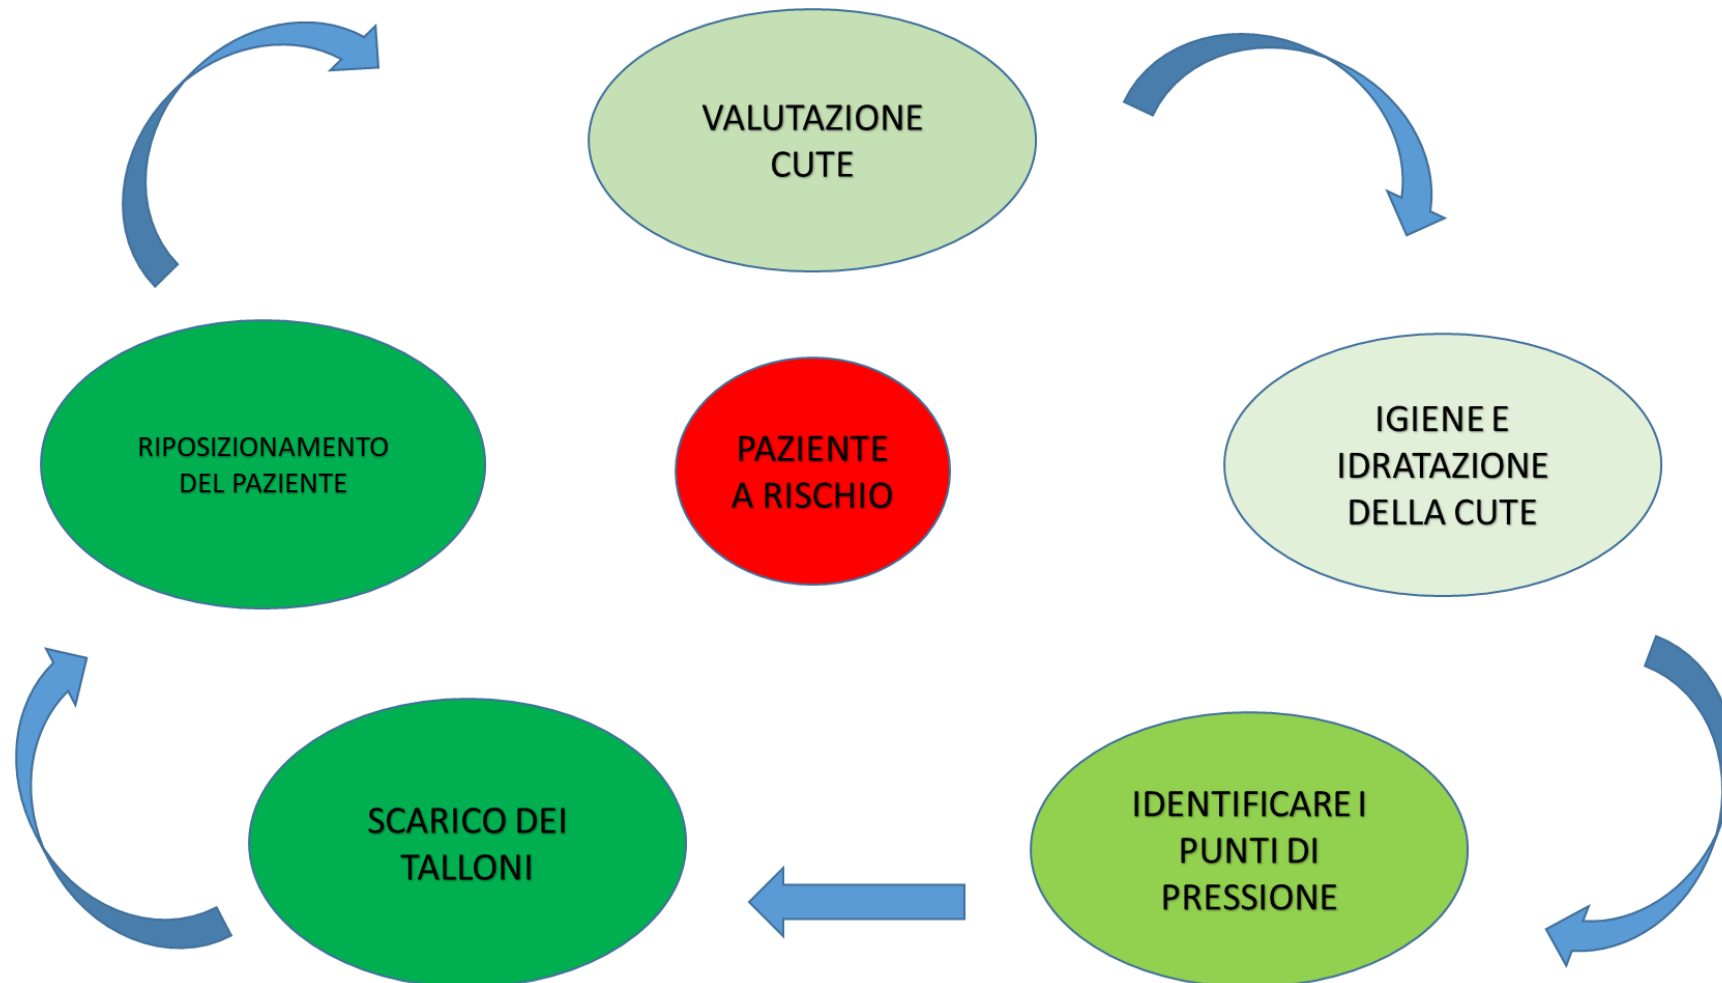 VALUTAZIONE
CUTE
IGIENE E
IDRATAZIONE
DELLA CUTE
IDENTIFICARE I
PUNTI DI
PRESSIONE
SCARICO DEI
TALLONI
RIPOSIZIONAMENTO
DEL PAZIENTE
PAZIENTE
A RISCHIO